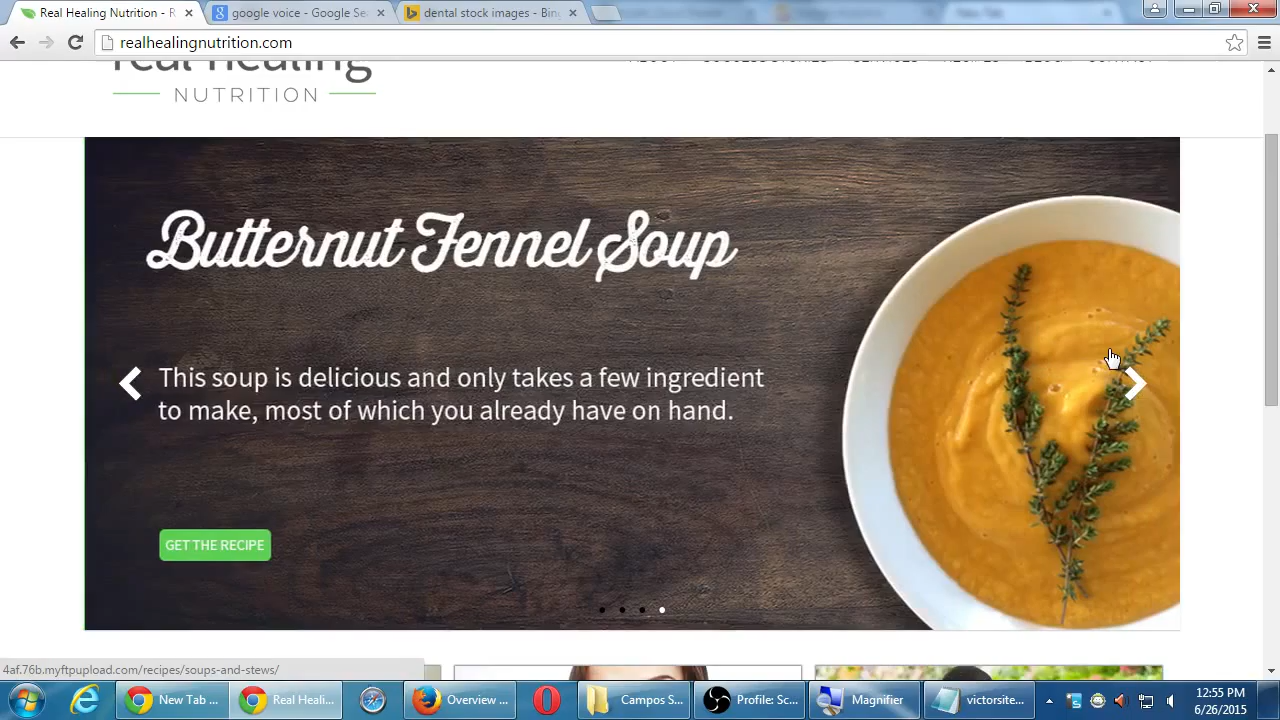 Real Healing Nutrition - R
google voice - Google Se
dental stock images - Bing
realhealingnutrition.com
real healing
NUTRITION
Butternut Fennel Soup
This soup is delicious and only takes a few ingredient
to make, most of which you already have on hand.
GET THE RECIPE
4af.76b.myftpupload.com/recipes/soups-and-stews/
New Tab ...
Real Heali...
Overview ...
Campos S...
Profile: Sc...
Magnifier
victorsite...
12:55 PM
6/26/2015